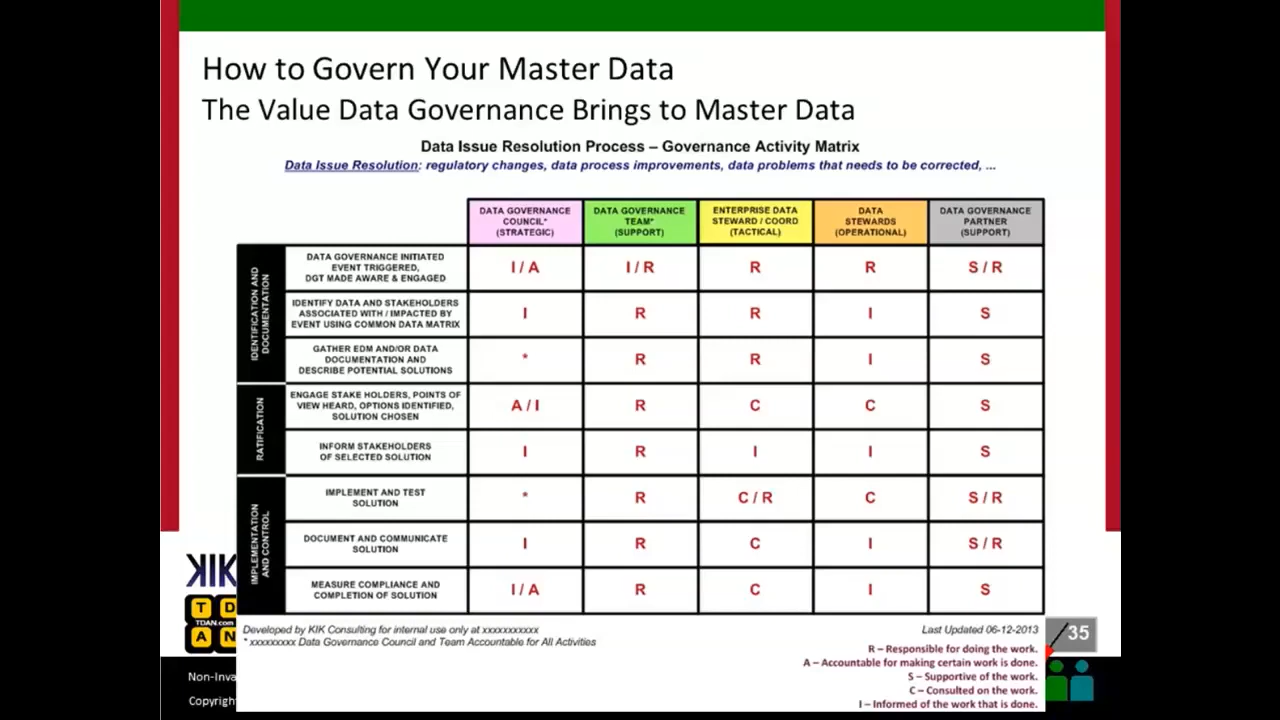 How to Govern Your Master Data
The Value Data Governance Brings to Master Data
Data Issue Resolution Process – Governance Activity Matrix
Data Issue Resolution: regulatory changes, data process improvements, data problems that needs to be corrected, ...
DATA GOVERNANCE
COUNCIL*
(STRATEGIC)
DATA GOVERNANCE
TEAM*
(SUPPORT)
ENTERPRISE DATA
STEWARD / COORD
(TACTICAL)
DATA
STEWARDS
(OPERATIONAL)
DATA GOVERNANCE
PARTNER
(SUPPORT)
IDENTIFICATION AND
DOCUMENTATION
DATA GOVERNANCE INITIATED
EVENT TRIGGERED,
DGT MADE AWARE & ENGAGED
I / A
I / R
R
R
S / R
IDENTIFY DATA AND STAKEHOLDERS
ASSOCIATED WITH / IMPACTED BY
EVENT USING COMMON DATA MATRIX
I
R
R
I
S
GATHER EDM AND/OR DATA
DOCUMENTATION AND
DESCRIBE POTENTIAL SOLUTIONS
*
R
R
I
S
RATIFICATION
ENGAGE STAKE HOLDERS, POINTS OF
VIEW HEARD, OPTIONS IDENTIFIED,
SOLUTION CHOSEN
A / I
R
C
C
S
INFORM STAKEHOLDERS
OF SELECTED SOLUTION
I
R
I
I
S
IMPLEMENTATION
AND CONTROL
IMPLEMENT AND TEST
SOLUTION
*
R
C / R
C
S / R
DOCUMENT AND COMMUNICATE
SOLUTION
I
R
C
I
S / R
MEASURE COMPLIANCE AND
COMPLETION OF SOLUTION
I / A
R
C
I
S
KIK
T D
TDAN.com
A N
Developed by KIK Consulting for internal use only at xxxxxxxxxxx
* xxxxxxxxx Data Governance Council and Team Accountable for All Activities
Last Updated 06-12-2013
35
R – Responsible for doing the work.
A – Accountable for making certain work is done.
S – Supportive of the work.
C – Consulted on the work.
I – Informed of the work that is done.
Non-Inva
Copyrigh